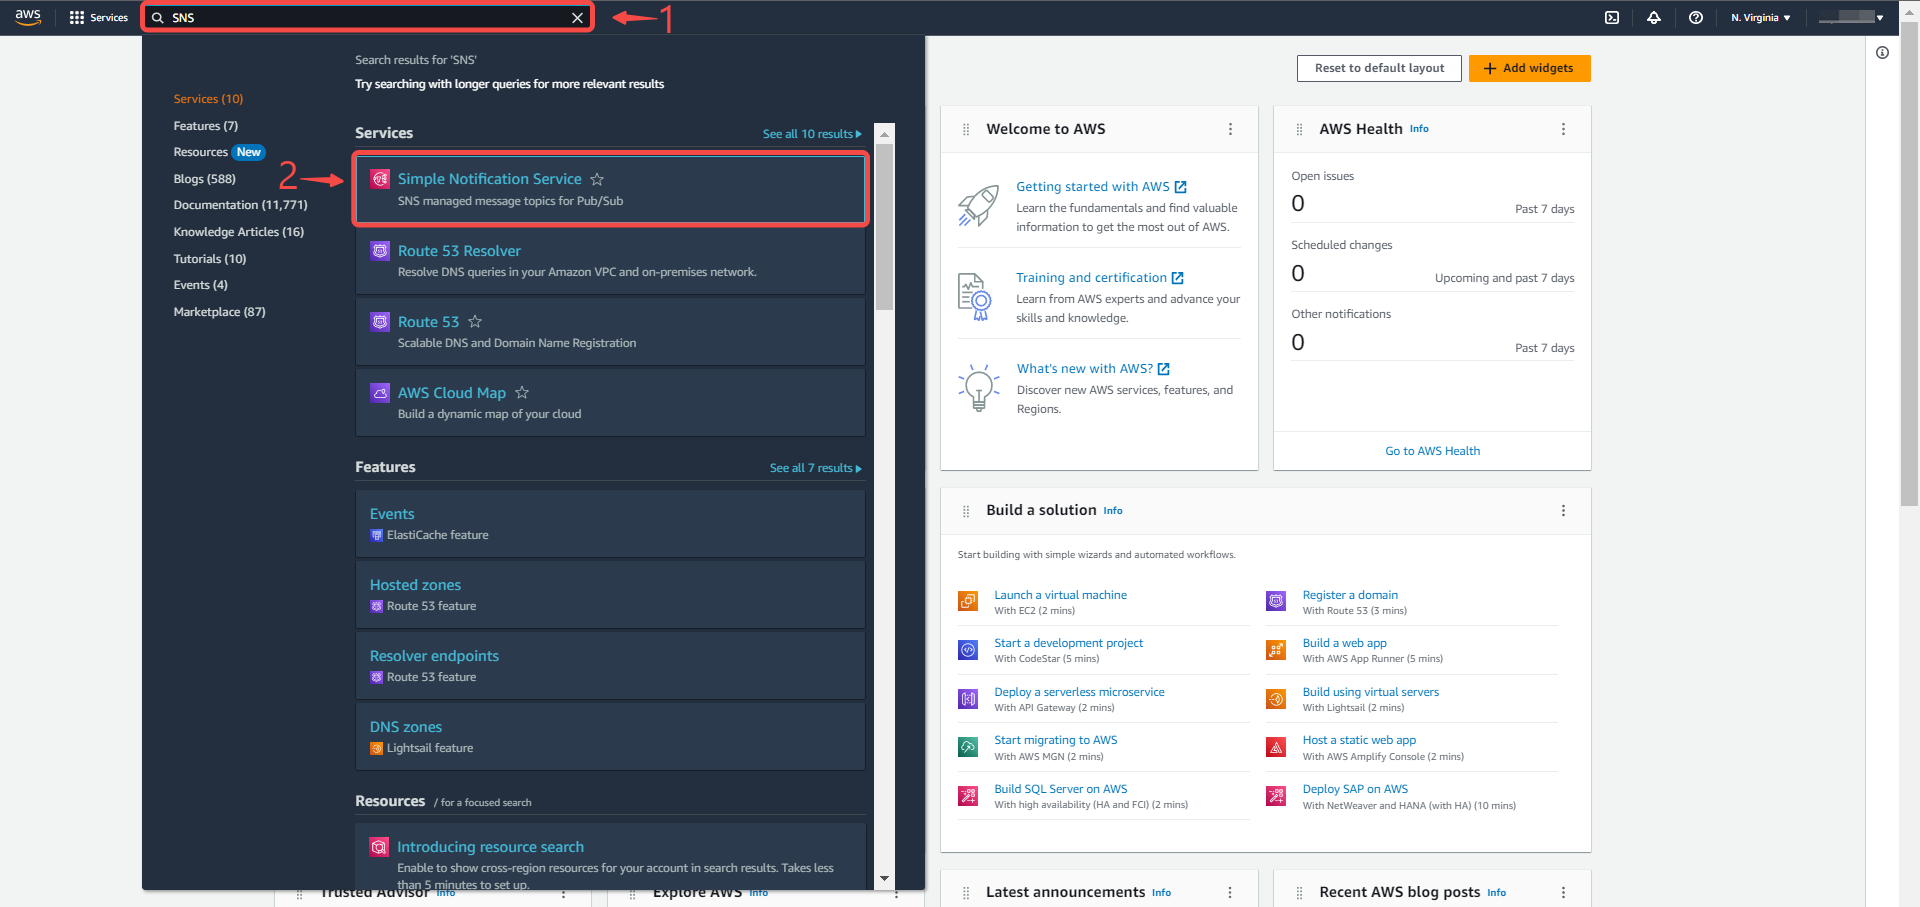 aws
Services
SNS
1
N. Virginia
Search results for 'SNS'
Try searching with longer queries for more relevant results
Services (10)
Features (7)
Resources New
Blogs (588)
Documentation (11,771)
Knowledge Articles (16)
Tutorials (10)
Events (4)
Marketplace (87)
2
Services
See all 10 results
Simple Notification Service
SNS managed message topics for Pub/Sub
Route 53 Resolver
Resolve DNS queries in your Amazon VPC and on-premises network.
Route 53
Scalable DNS and Domain Name Registration
AWS Cloud Map
Build a dynamic map of your cloud
Features
See all 7 results
Events
ElastiCache feature
Hosted zones
Route 53 feature
Resolver endpoints
Route 53 feature
DNS zones
Lightsail feature
Resources / for a focused search
Introducing resource search
Enable to show cross-region resources for your account in search results. Takes less
than 5 minutes to set up.
Reset to default layout
Add widgets
Welcome to AWS
Getting started with AWS
Learn the fundamentals and find valuable
information to get the most out of AWS.
Training and certification
Learn from AWS experts and advance your
skills and knowledge.
What's new with AWS?
Discover new AWS services, features, and
Regions.
AWS Health Info
Open issues
0
Past 7 days
Scheduled changes
0
Upcoming and past 7 days
Other notifications
0
Past 7 days
Go to AWS Health
Build a solution Info
Start building with simple wizards and automated workflows.
Launch a virtual machine
With EC2 (2 mins)
Register a domain
With Route 53 (3 mins)
Start a development project
With CodeStar (5 mins)
Build a web app
With AWS App Runner (5 mins)
Deploy a serverless microservice
With API Gateway (2 mins)
Build using virtual servers
With Lightsail (2 mins)
Start migrating to AWS
With AWS MGN (2 mins)
Host a static web app
With AWS Amplify Console (2 mins)
Build SQL Server on AWS
With high availability (HA and FCI) (2 mins)
Deploy SAP on AWS
With NetWeaver and HANA (with HA) (10 mins)
Trusted Advisor Info
Explore AWS Info
Latest announcements Info
Recent AWS blog posts Info